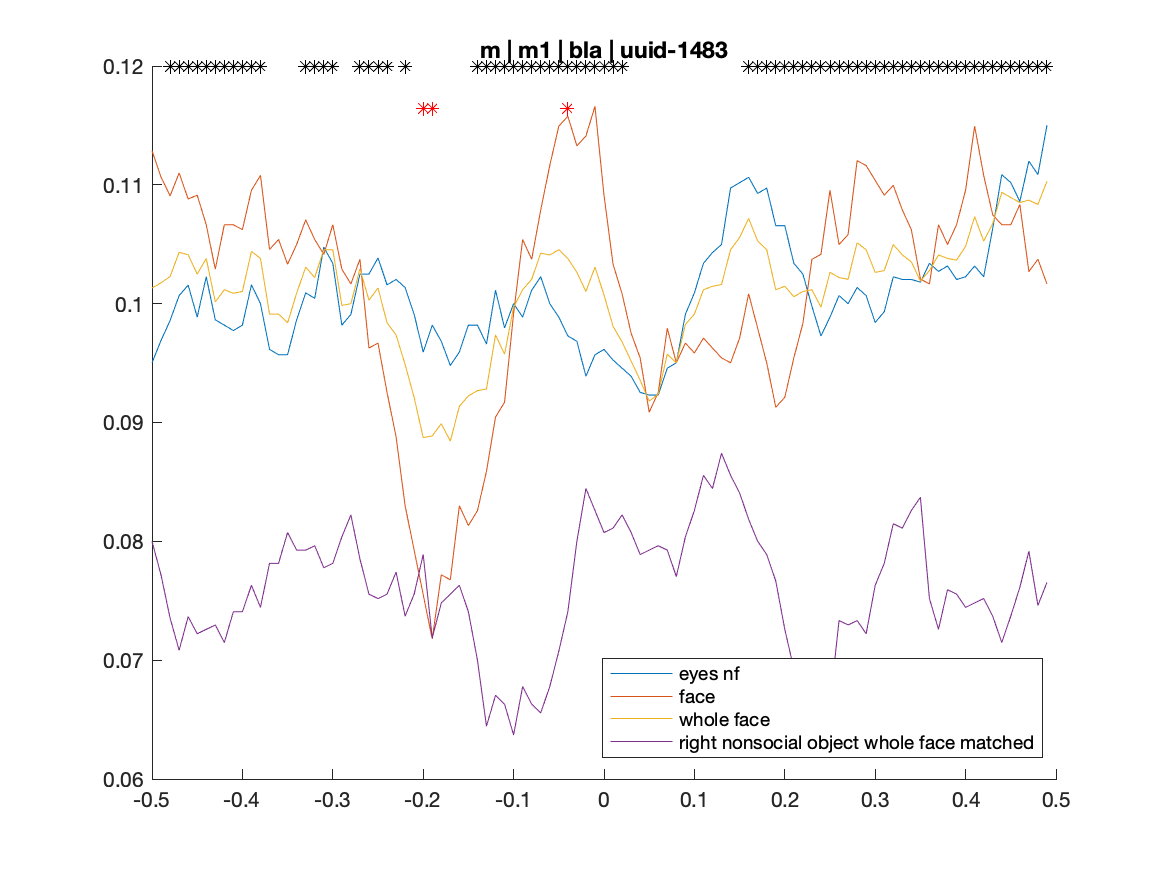 m | m1 | bla | uuid-1483
0.12
0.11
0.1
0.09
0.08
0.07
0.06
-0.5 -0.4 -0.3 -0.2 -0.1 0 0.1 0.2 0.3 0.4 0.5
eyes nf
face
whole face
right nonsocial object whole face matched